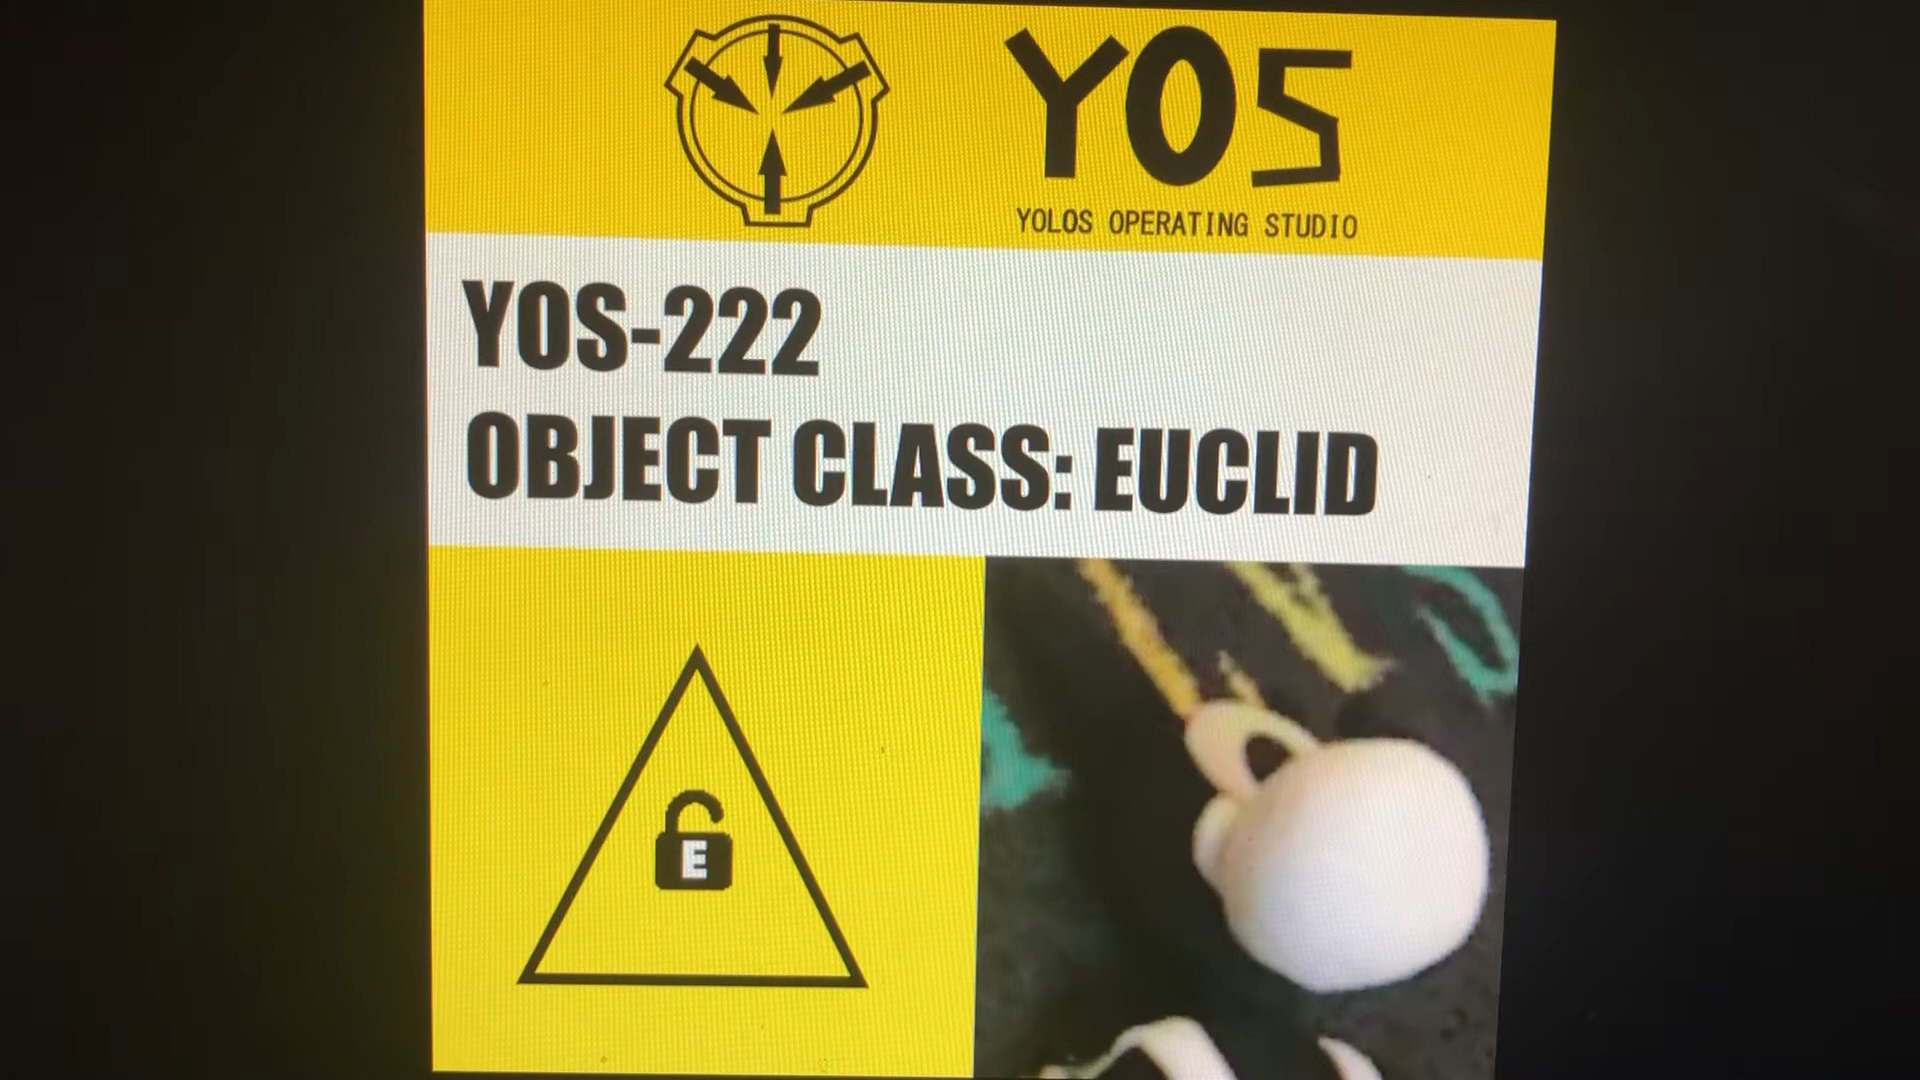 YOS
YOLOS OPERATING STUDIO
YOS-222
OBJECT CLASS: EUCLID
E